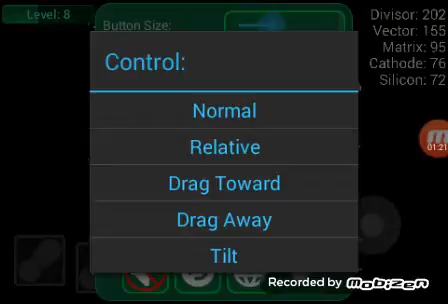 Level: 8
Button Size:
Divisor: 202
Vector: 155
Matrix: 95
Cathode: 76
Silicon: 72
Control:
Normal
Relative
Drag Toward
Drag Away
Tilt
01:21
Recorded by mobizen